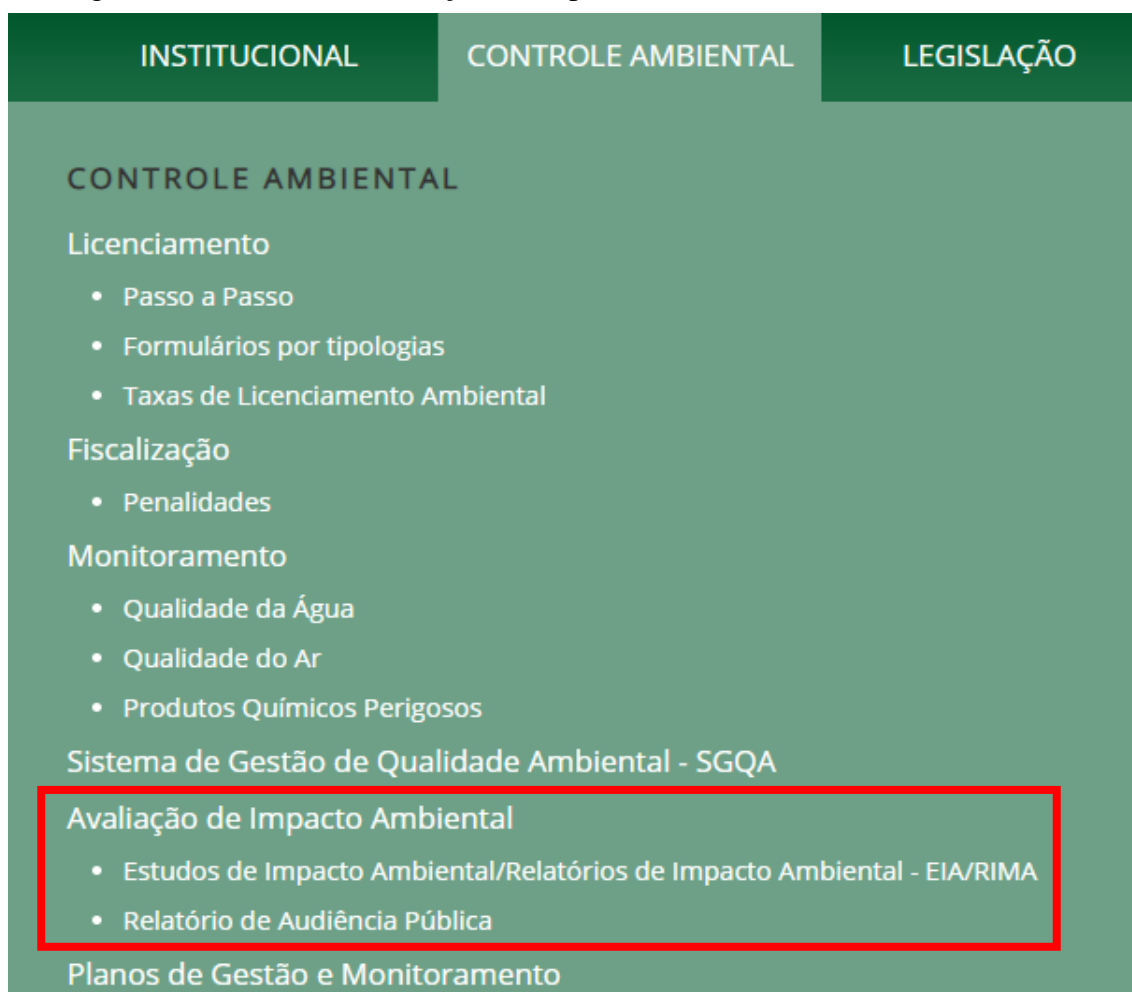 INSTITUCIONAL CONTROLE AMBIENTAL LEGISLAÇÃO
CONTROLE AMBIENTAL
Licenciamento
• Passo a Passo
• Formulários por tipologias
• Taxas de Licenciamento Ambiental
Fiscalização
• Penalidades
Monitoramento
• Qualidade da Água
• Qualidade do Ar
• Produtos Químicos Perigosos
Sistema de Gestão de Qualidade Ambiental - SGQA
Avaliação de Impacto Ambiental
• Estudos de Impacto Ambiental/Relatórios de Impacto Ambiental - EIA/RIMA
• Relatório de Audiência Pública
Planos de Gestão e Monitoramento